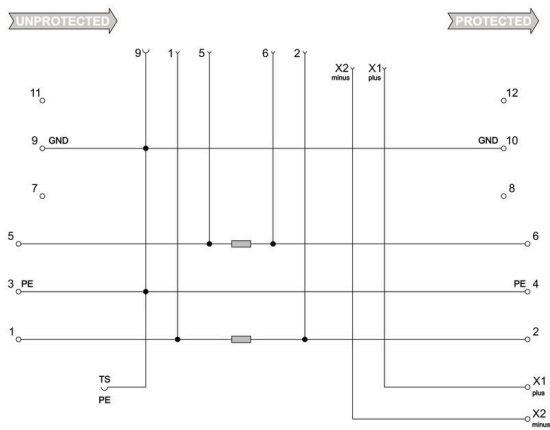 UNPROTECTED PROTECTED
9 1 5 6 2
X2 X1
minus plus
11 12
9 GND GND 10
7 8
5 6
3 PE PE 4
1 2
TS
PE
X1
plus
X2
minus